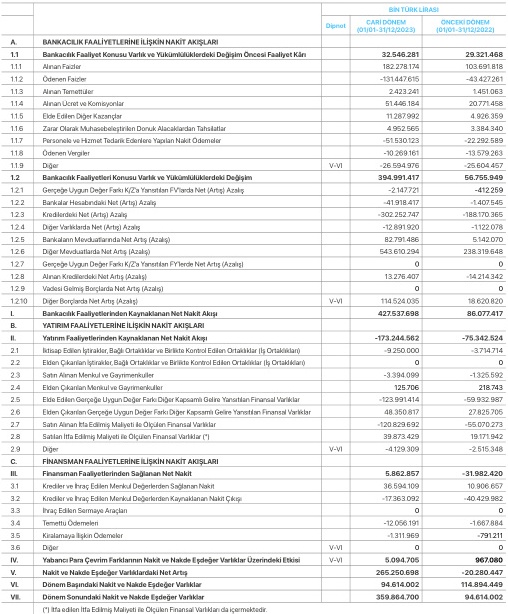 BİN TÜRK LİRASI
Dipnot CARİ DÖNEM (01/01-31/12/2023) ÖNCEKİ DÖNEM (01/01-31/12/2022)
A. BANKACILIK FAALİYETLERİNE İLİŞKİN NAKİT AKIŞLARI
1.1 Bankacılık Faaliyet Konusu Varlık ve Yükümlülüklerdeki Değişim Öncesi Faaliyet Kârı 32.546.281 29.321.468
1.1.1 Alınan Faizler 182.278.174 103.691.818
1.1.2 Ödenen Faizler -131.447.615 -43.427.261
1.1.3 Alınan Temettüler 2.423.241 1.451.063
1.1.4 Alınan Ücret ve Komisyonlar 51.446.184 20.771.458
1.1.5 Elde Edilen Diğer Kazançlar 11.287.992 4.926.359
1.1.6 Zarar Olarak Muhasebeleştirilen Donuk Alacaklardan Tahsilatlar 4.952.565 3.384.340
1.1.7 Personele ve Hizmet Tedarik Edenlere Yapılan Nakit Ödemeler -51.530.123 -22.292.589
1.1.8 Ödenen Vergiler -10.269.161 -13.579.263
1.1.9 Diğer V-VI -26.594.976 -25.604.457
1.2 Bankacılık Faaliyetleri Konusu Varlık ve Yükümlülüklerdeki Değişim 394.991.417 56.755.949
1.2.1 Gerçeğe Uygun Değer Farkı K/Z'a Yansıtılan FV'larda Net (Artış) Azalış -2.147.721 -412.259
1.2.2 Bankalar Hesabındaki Net (Artış) Azalış -41.918.417 -1.407.545
1.2.3 Kredilerdeki Net (Artış) Azalış -302.252.747 -188.170.365
1.2.4 Diğer Varlıklarda Net (Artış) Azalış -12.891.920 -1.122.078
1.2.5 Bankaların Mevduatlarında Net Artış (Azalış) 82.791.486 5.142.070
1.2.6 Diğer Mevduatlarda Net Artış (Azalış) 543.610.294 238.319.648
1.2.7 Gerçeğe Uygun Değer Farkı K/Z'a Yansıtılan FY'lerde Net Artış (Azalış) 0 0
1.2.8 Alınan Kredilerdeki Net Artış (Azalış) 13.276.407 -14.214.342
1.2.9 Vadesi Gelmiş Borçlarda Net Artış (Azalış) 0 0
1.2.10 Diğer Borçlarda Net Artış (Azalış) V-VI 114.524.035 18.620.820
I. Bankacılık Faaliyetlerinden Kaynaklanan Net Nakit Akışı 427.537.698 86.077.417
B. YATIRIM FAALİYETLERİNE İLİŞKİN NAKİT AKIŞLARI
II. Yatırım Faaliyetlerinden Kaynaklanan Net Nakit Akışı -173.244.562 -75.342.524
2.1 İktisap Edilen İştirakler, Bağlı Ortaklıklar ve Birlikte Kontrol Edilen Ortaklıklar (İş Ortaklıkları) -9.250.000 -3.714.714
2.2 Elden Çıkarılan İştirakler, Bağlı Ortaklıklar ve Birlikte Kontrol Edilen Ortaklıklar (İş Ortaklıkları) 0 0
2.3 Satın Alınan Menkul ve Gayrimenkuller -3.394.099 -1.325.592
2.4 Elden Çıkarılan Menkul ve Gayrimenkuller 125.706 218.743
2.5 Elde Edilen Gerçeğe Uygun Değer Farkı Diğer Kapsamlı Gelire Yansıtılan Finansal Varlıklar -123.991.414 -59.932.987
2.6 Elden Çıkarılan Gerçeğe Uygun Değer Farkı Diğer Kapsamlı Gelire Yansıtılan Finansal Varlıklar 48.350.817 27.825.705
2.7 Satın Alınan İtfa Edilmiş Maliyeti ile Ölçülen Finansal Varlıklar -120.829.692 -55.070.273
2.8 Satılan İtfa Edilmiş Maliyeti ile Ölçülen Finansal Varlıklar (*) 39.873.429 19.171.942
2.9 Diğer V-VI -4.129.309 -2.515.348
C. FİNANSMAN FAALİYETLERİNE İLİŞKİN NAKİT AKIŞLARI
III. Finansman Faaliyetlerinden Sağlanan Net Nakit 5.862.857 -31.982.420
3.1 Krediler ve İhraç Edilen Menkul Değerlerden Sağlanan Nakit 36.594.109 10.906.657
3.2 Krediler ve İhraç Edilen Menkul Değerlerden Kaynaklanan Nakit Çıkışı -17.363.092 -40.429.982
3.3 İhraç Edilen Sermaye Araçları 0 0
3.4 Temettü Ödemeleri -12.056.191 -1.667.884
3.5 Kiralamaya İlişkin Ödemeler -1.311.969 -791.211
3.6 Diğer V-VI 0 0
IV. Yabancı Para Çevrim Farklarının Nakit ve Nakde Eşdeğer Varlıklar Üzerindeki Etkisi V-VI 5.094.705 967.080
V. Nakit ve Nakde Eşdeğer Varlıklardaki Net Artış 265.250.698 -20.280.447
VI. Dönem Başındaki Nakit ve Nakde Eşdeğer Varlıklar 94.614.002 114.894.449
VII. Dönem Sonundaki Nakit ve Nakde Eşdeğer Varlıklar 359.864.700 94.614.002
(*) İtfa edilen İtfa Edilmiş Maliyeti ile Ölçülen Finansal Varlıkları da içermektedir.